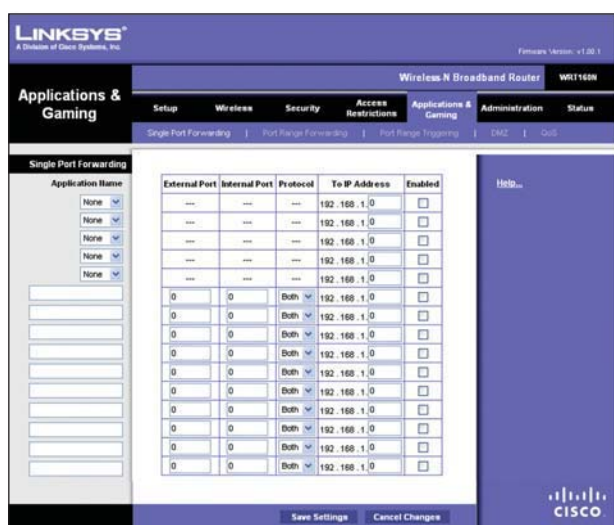 LINKSYS®
A Division of Cisco Systems, Inc.
Firmware Version: v1.00.1
Wireless-N Broadband Router WRT160N
Applications & Gaming
Setup Wireless Security Access Restrictions Applications & Gaming Administration Status
Single Port Forwarding | Port Range Forwarding | Port Range Triggering | DMZ | QoS
Single Port Forwarding
Application Name
External Port Internal Port Protocol To IP Address Enabled
Help...
None --- --- --- 192 .168 .1. 0
None --- --- --- 192 .168 .1. 0
None --- --- --- 192 .168 .1. 0
None --- --- --- 192 .168 .1. 0
None --- --- --- 192 .168 .1. 0
0 0 Both 192 .168 .1. 0
0 0 Both 192 .168 .1. 0
0 0 Both 192 .168 .1. 0
0 0 Both 192 .168 .1. 0
0 0 Both 192 .168 .1. 0
0 0 Both 192 .168 .1. 0
0 0 Both 192 .168 .1. 0
0 0 Both 192 .168 .1. 0
0 0 Both 192 .168 .1. 0
0 0 Both 192 .168 .1. 0
Save Settings Cancel Changes
CISCO